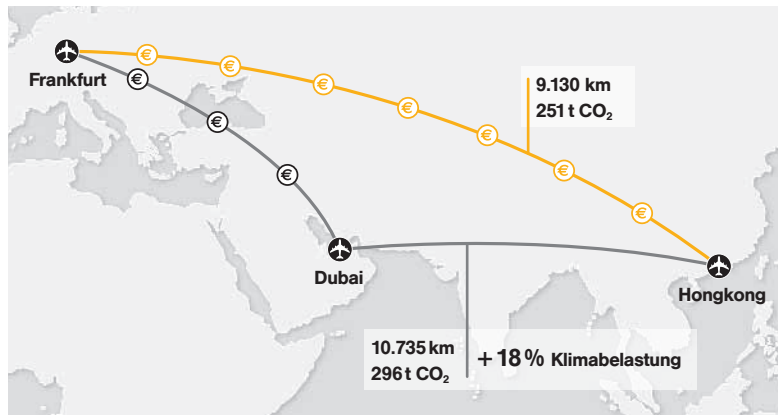 € € € € € € €
Frankfurt
€ € €
9.130 km
251 t CO₂
Dubai
Hongkong
10.735 km
296 t CO₂
+ 18 % Klimabelastung